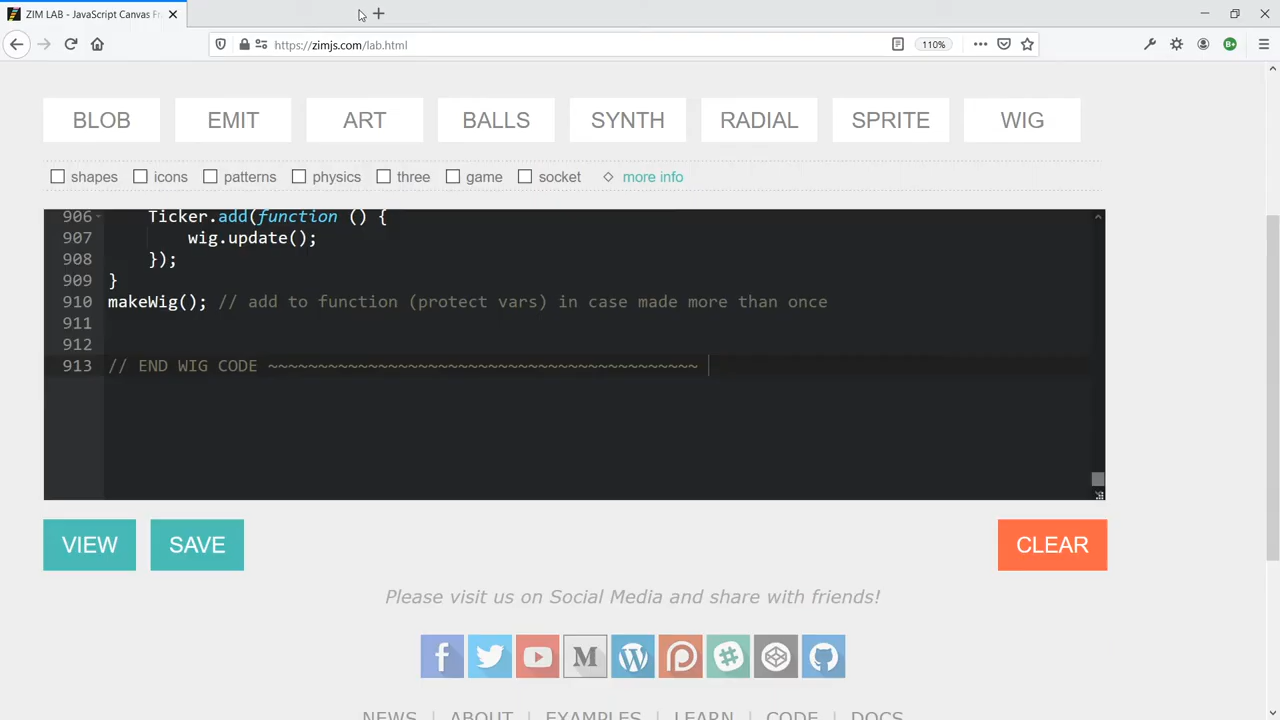 ZIM LAB - JavaScript Canvas Fr
https://zimjs.com/lab.html
110%
BLOB EMIT ART BALLS SYNTH RADIAL SPRITE WIG
shapes icons patterns physics three game socket more info
906 Ticker.add(function () {
907 wig.update();
908 });
909 }
910 makeWig(); // add to function (protect vars) in case made more than once
911
912
913 // END WIG CODE ~~~~~~~~~~~~~~~~~~~~~~~~~~~~~~~~~~~~~~~~~~~
VIEW SAVE CLEAR
Please visit us on Social Media and share with friends!
NEWS | ABOUT | EXAMPLES | LEARN | CODE | DOCS